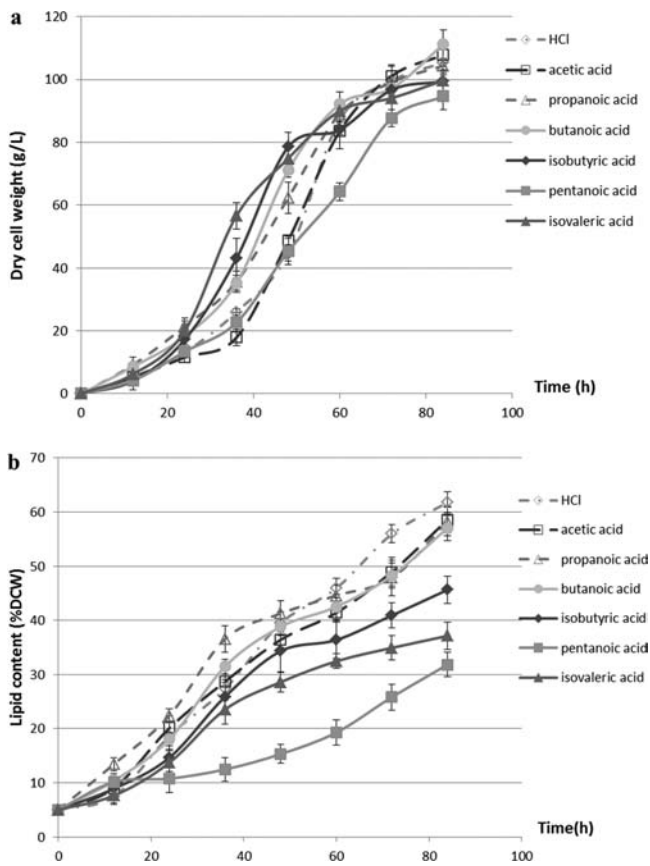 a
120
100
80
60
40
20
0
Dry cell weight (g/L)
0 20 40 60 80 100
Time (h)
HCl
acetic acid
propanoic acid
butanoic acid
isobutyric acid
pentanoic acid
isovaleric acid
b
70
60
50
40
30
20
10
0
Lipid content (%DCW)
0 20 40 60 80 100
Time(h)
HCl
acetic acid
propanoic acid
butanoic acid
isobutyric acid
pentanoic acid
isovaleric acid